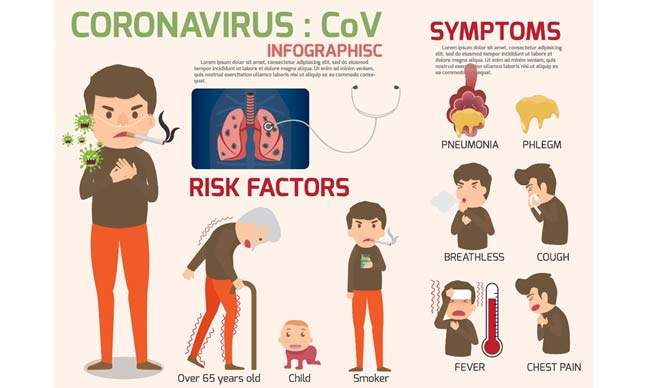 CORONAVIRUS : CoV
INFOGRAPHISC
Lorem ipsum dolor sit amet, consectetur adipiscing elit, sed do eiusmod
tempor incididunt ut labore et dolore magna aliqua. Ut enim ad minim veniam,
quis nostrud exercitation ullamco laboris nisi ut aliquip ex ea commodo conse-
quat.
RISK FACTORS
Over 65 years old
Child
Smoker
SYMPTOMS
Lorem ipsum dolor sit amet, consectetur adipiscing
elit, sed do eiusmod tempor incididunt ut labore et
dolore magna aliqua. Ut enim ad minim veniam, quis
nostrud exercitation ullamco laboris nisi ut aliquip ex
ea commodo consequat.
PNEUMONIA
PHLEGM
BREATHLESS
COUGH
FEVER
CHEST PAIN